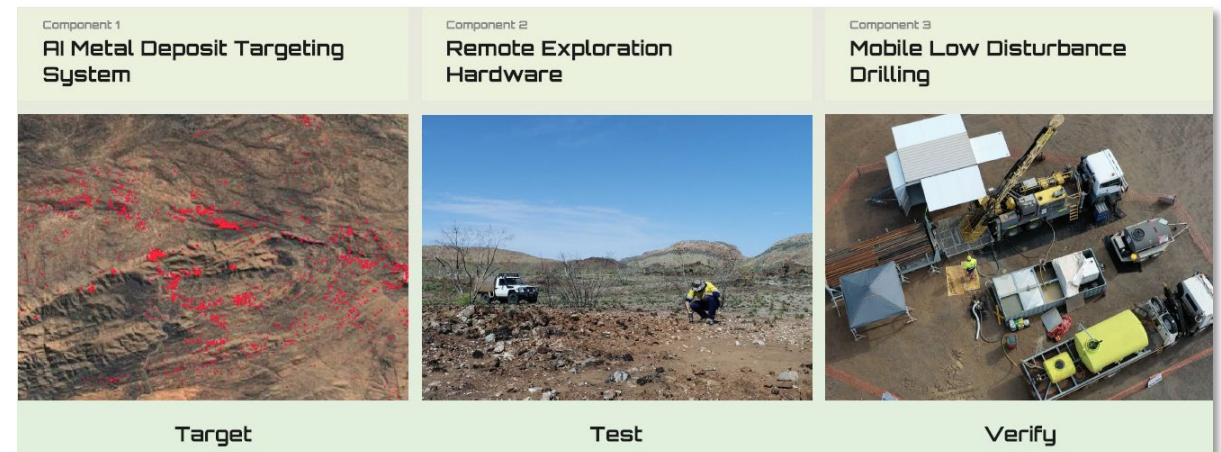 Component 1
AI Metal Deposit Targeting
System
Component 2
Remote Exploration
Hardware
Component 3
Mobile Low Disturbance
Drilling
Target
Test
Verify